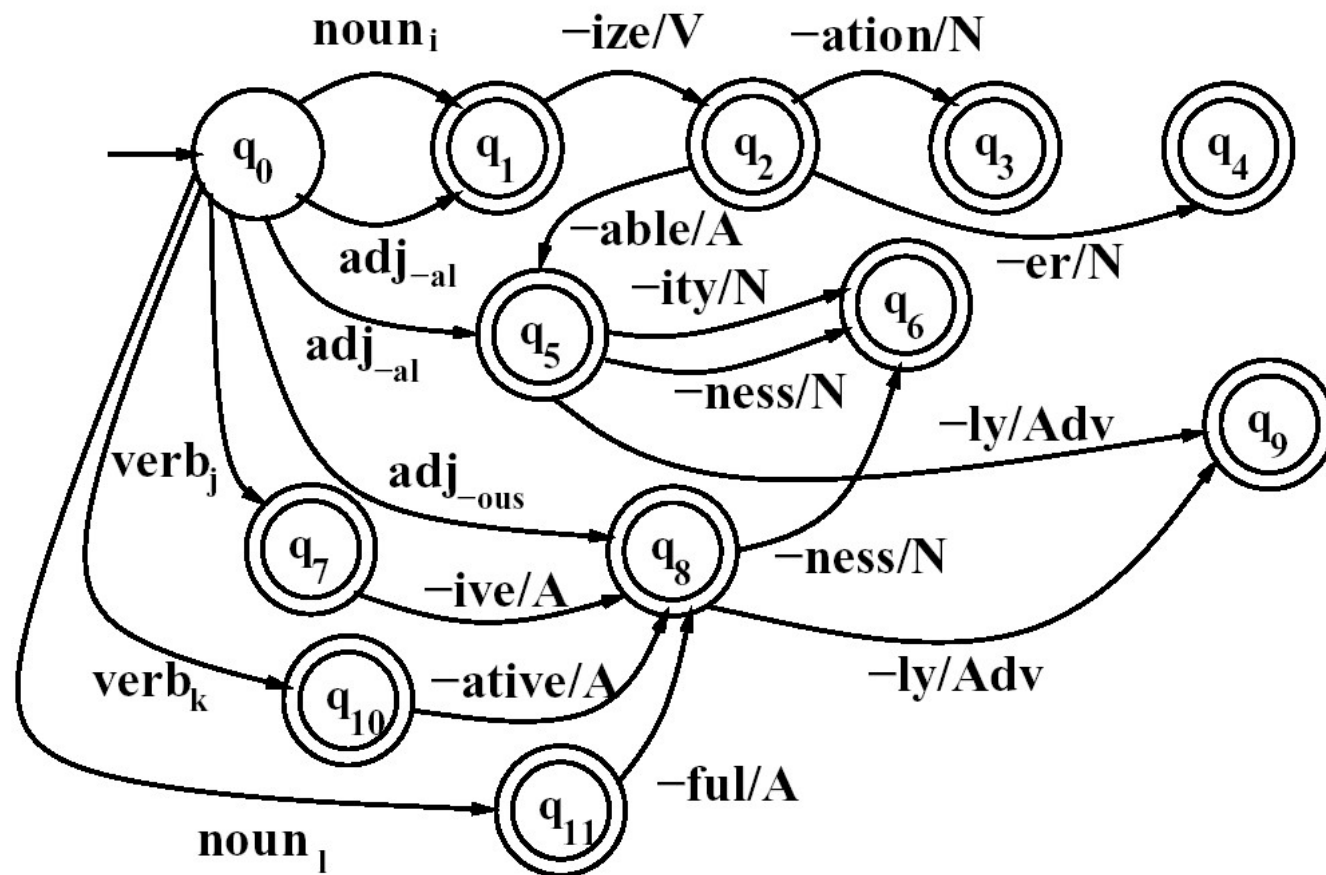 noun_i
−ize/V
−ation/N
q_0
q_1
q_2
q_3
q_4
adj_−al
−able/A
−er/N
−ity/N
q_5
q_6
adj_−al
−ness/N
−ly/Adv
q_9
verb_j
adj_−ous
q_7
q_8
−ness/N
−ive/A
verb_k
q_10
−ative/A
−ly/Adv
−ful/A
q_11
noun_l